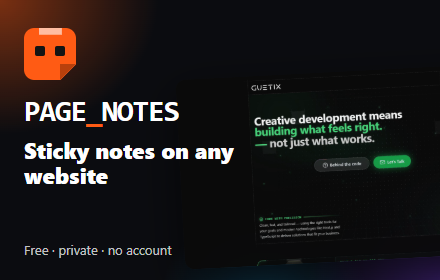 PAGE_NOTES
Sticky notes on any
website
Free · private · no account
GUETIX
Creative development means
building what feels right.
— not just what works.
Behind the code
Let's Talk